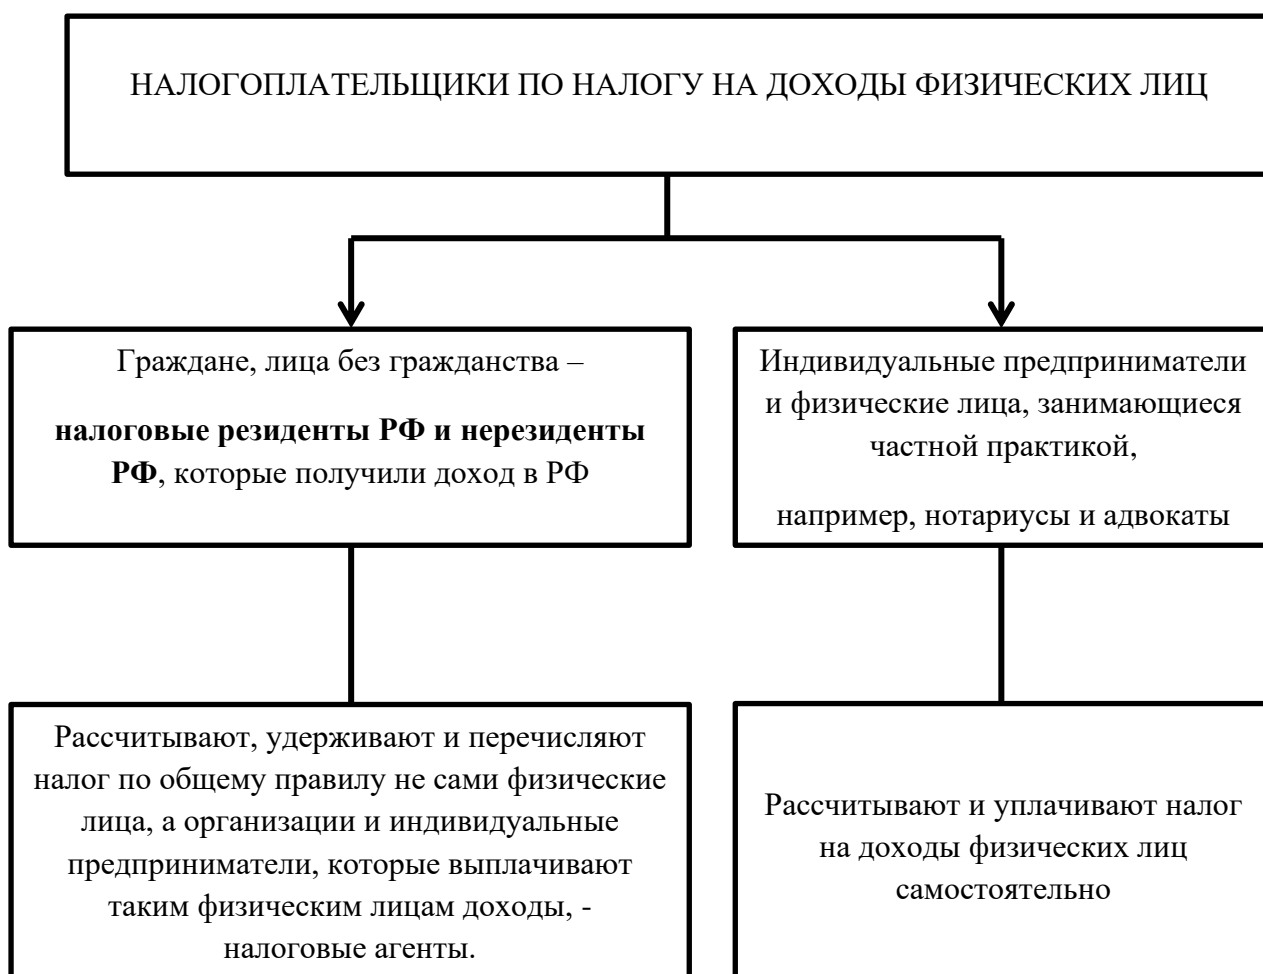 НАЛОГОПЛАТЕЛЬЩИКИ ПО НАЛОГУ НА ДОХОДЫ ФИЗИЧЕСКИХ ЛИЦ
Граждане, лица без гражданства –
налоговые резиденты РФ и нерезиденты
РФ, которые получили доход в РФ
Индивидуальные предприниматели
и физические лица, занимающиеся
частной практикой,
например, нотариусы и адвокаты
Рассчитывают, удерживают и перечисляют
налог по общему правилу не сами физические
лица, а организации и индивидуальные
предприниматели, которые выплачивают
таким физическим лицам доходы, -
налоговые агенты.
Рассчитывают и уплачивают налог
на доходы физических лиц
самостоятельно